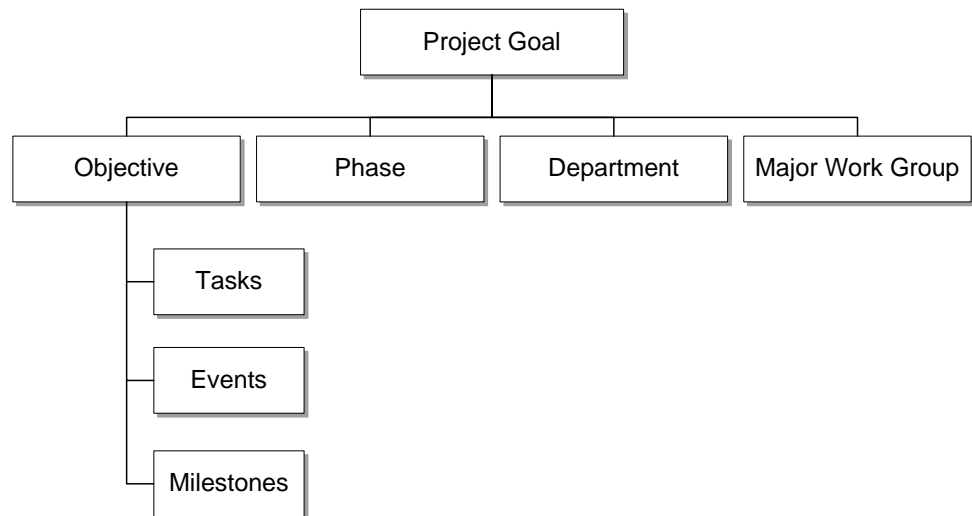 Project Goal
Objective
Phase
Department
Major Work Group
Tasks
Events
Milestones